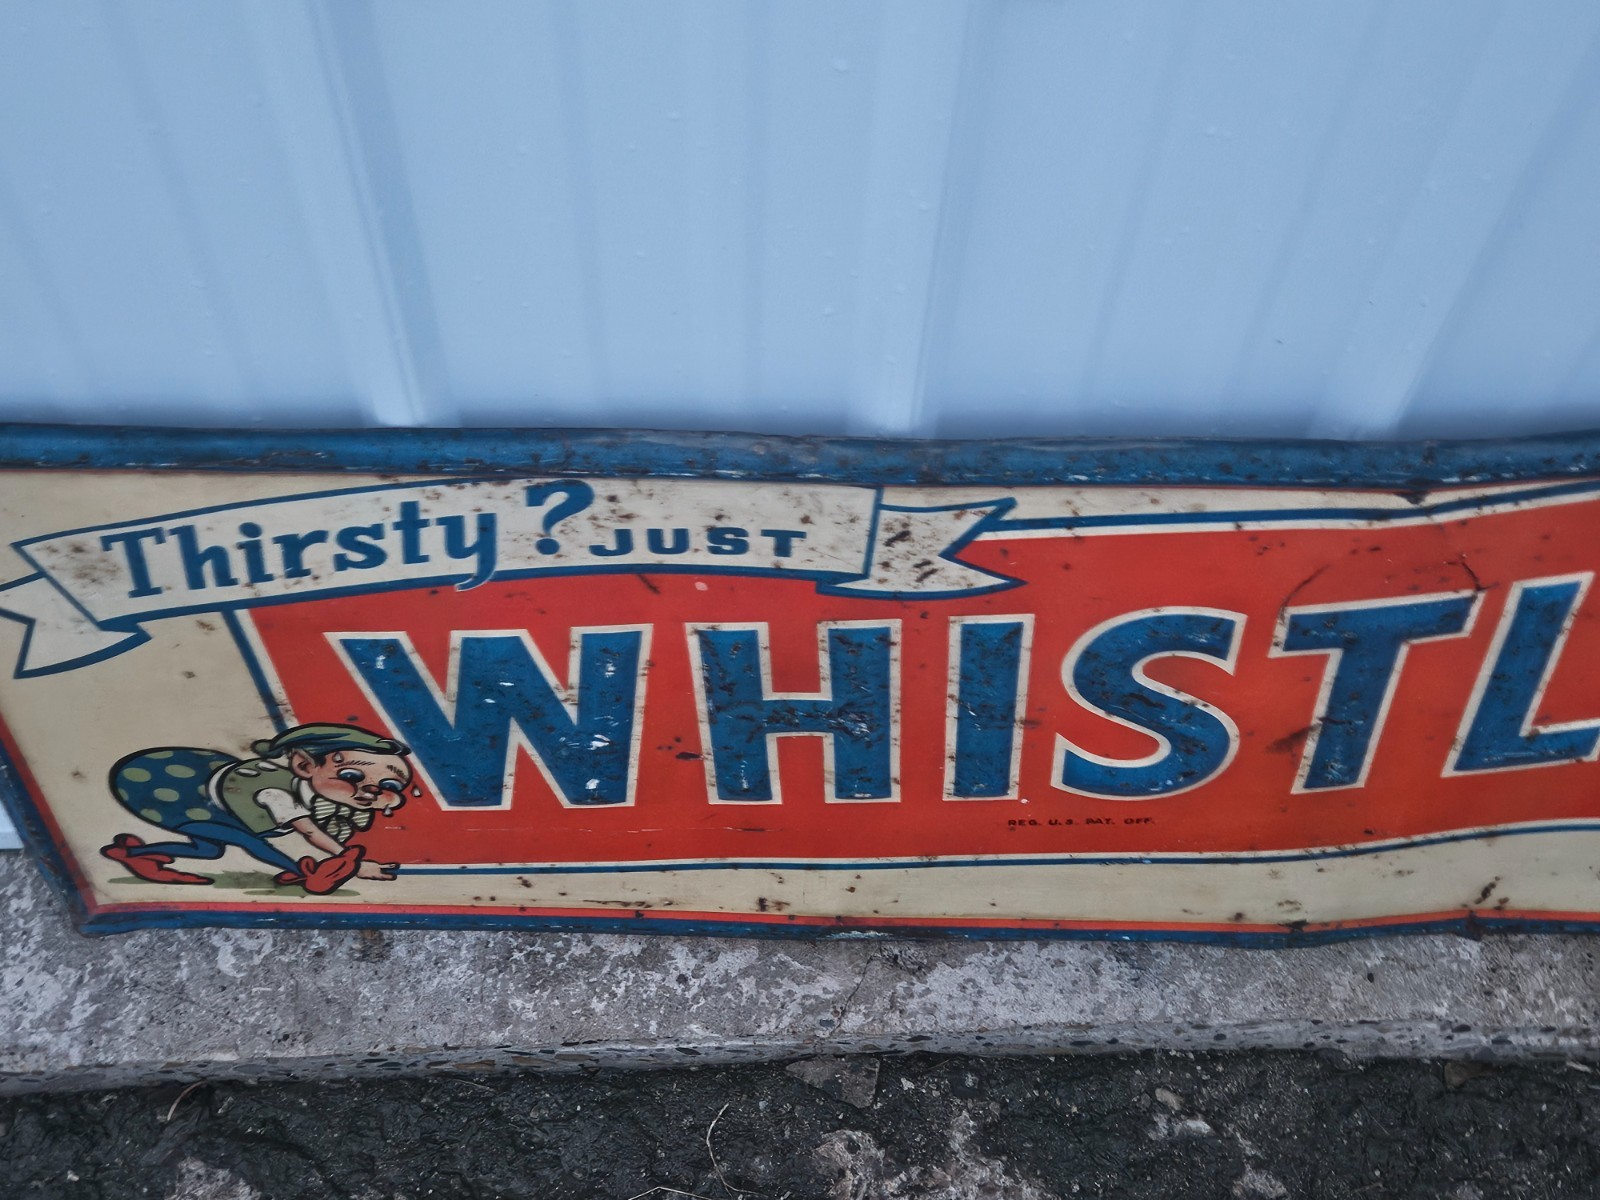 Thirsty? JUST
WHISTL
REG. U.S. PAT. OFF.